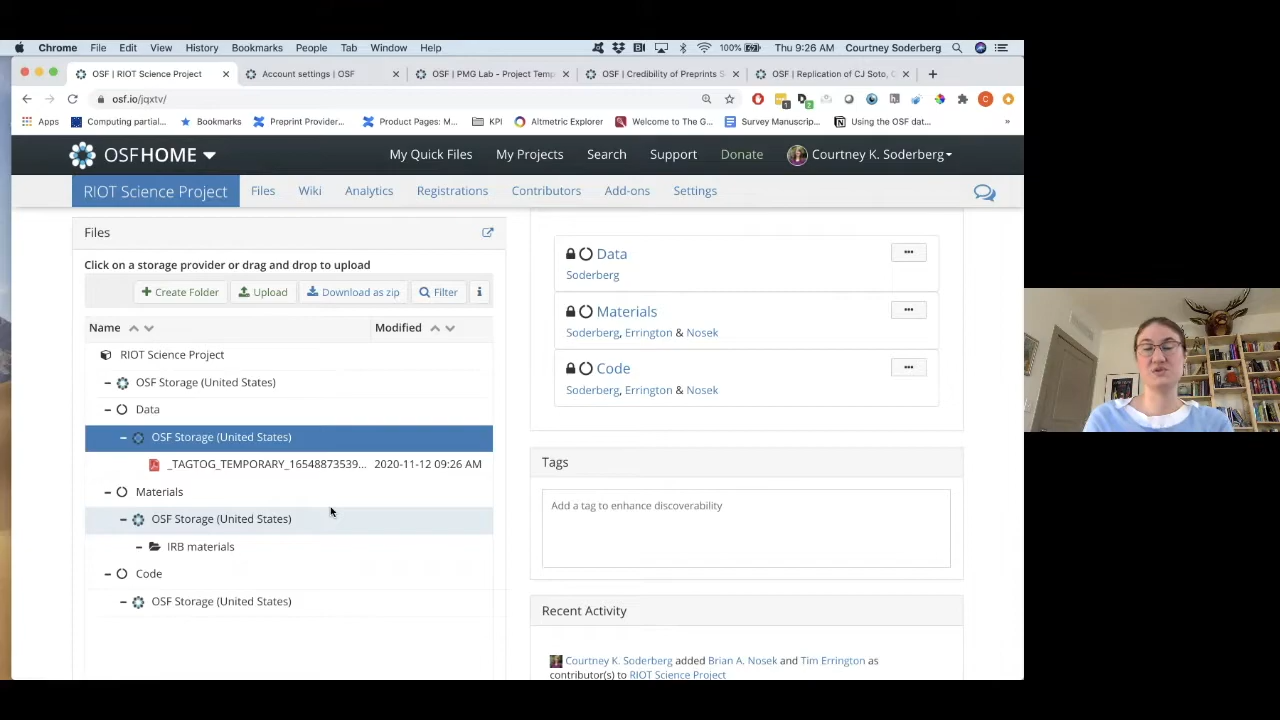 Chrome File Edit View History Bookmarks People Tab Window Help 100% Thu 9:26 AM Courtney Soderberg
OSF | RIOT Science Project Account settings | OSF OSF | PMG Lab - Project Temp OSF | Credibility of Preprints S OSF | Replication of CJ Soto,
osf.io/jqxtv/
Apps Computing partial... Bookmarks Preprint Provider... Product Pages: M... KPI Altmetric Explorer Welcome to The G... Survey Manuscrip... Using the OSF dat... »
OSFHOME My Quick Files My Projects Search Support Donate Courtney K. Soderberg
RIOT Science Project Files Wiki Analytics Registrations Contributors Add-ons Settings
Files
Click on a storage provider or drag and drop to upload
Create Folder Upload Download as zip Filter i
Name Modified
RIOT Science Project
OSF Storage (United States)
Data
OSF Storage (United States)
_TAGTOG_TEMPORARY_16548873539... 2020-11-12 09:26 AM
Materials
OSF Storage (United States)
IRB materials
Code
OSF Storage (United States)
Data
Soderberg
Materials
Soderberg, Errington & Nosek
Code
Soderberg, Errington & Nosek
Tags
Add a tag to enhance discoverability
Recent Activity
Courtney K. Soderberg added Brian A. Nosek and Tim Errington as
contributor(s) to RIOT Science Project